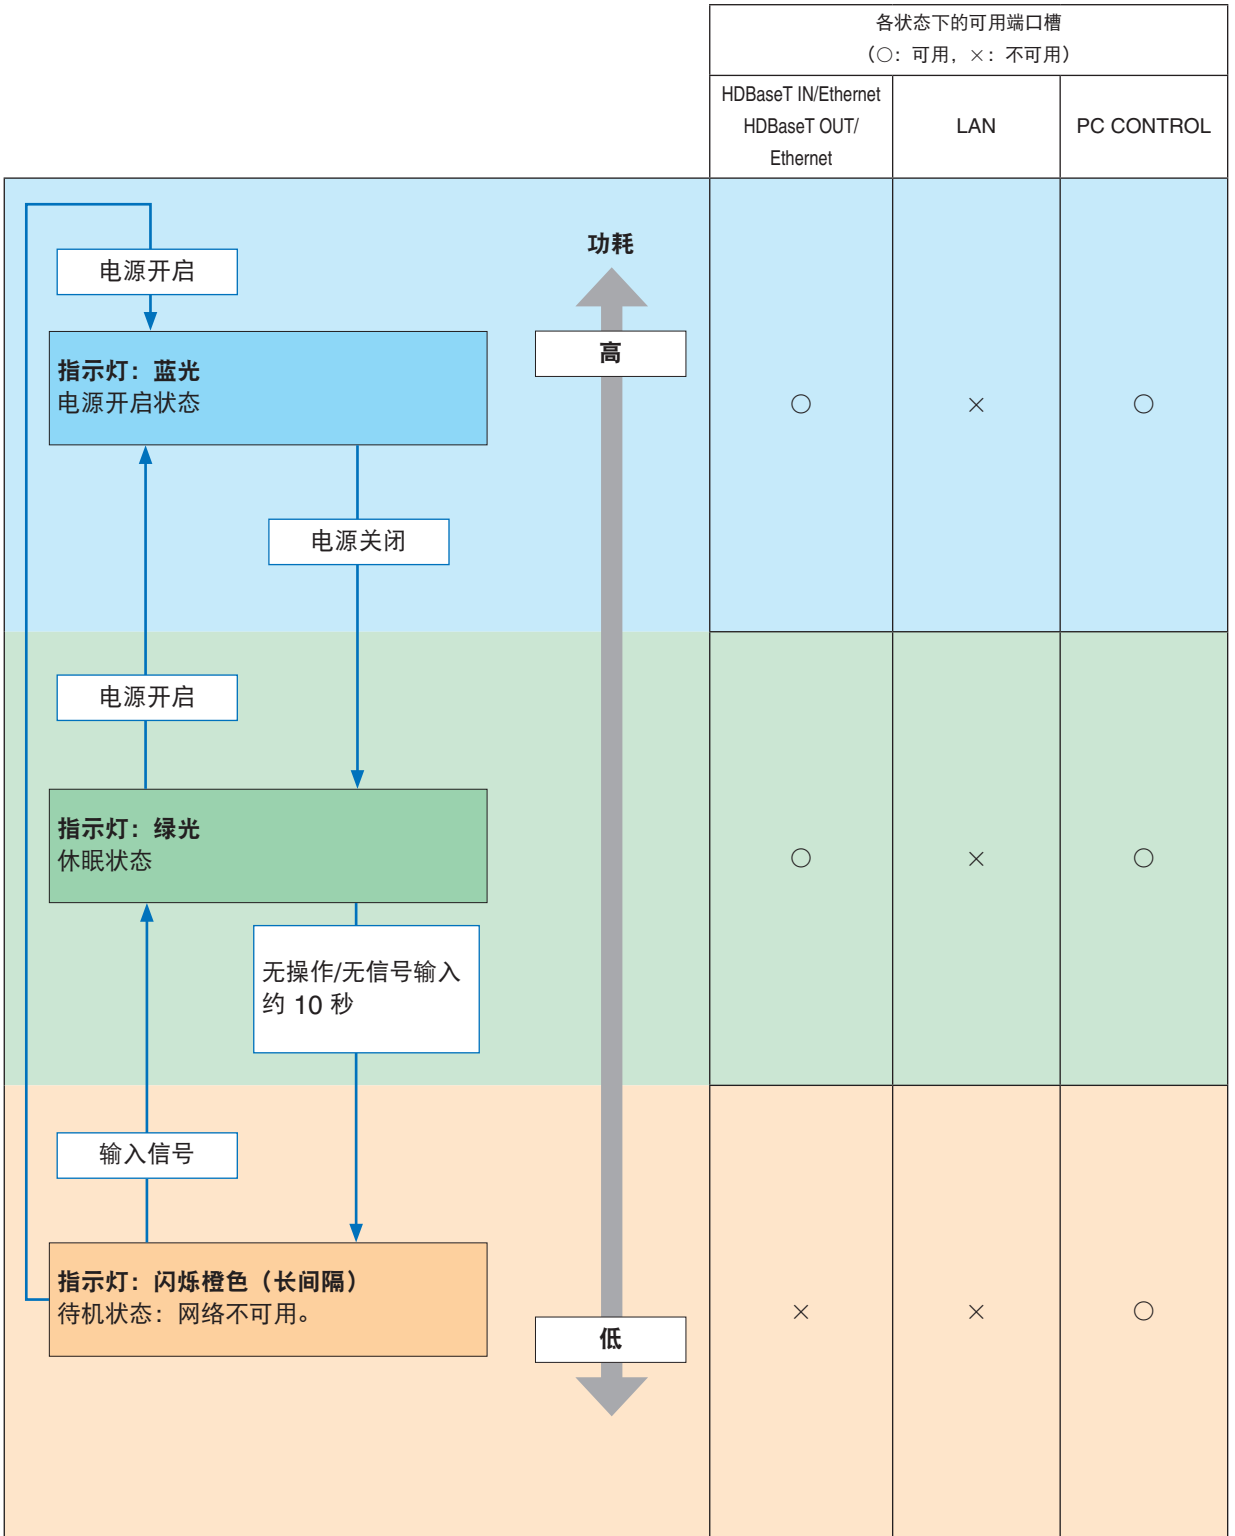 各状态下的可用端口槽
（○：可用，×：不可用）
HDBaseT IN/Ethernet
HDBaseT OUT/
Ethernet
LAN
PC CONTROL
功耗
电源开启
高
指示灯：蓝光
电源开启状态
○
×
○
电源关闭
电源开启
指示灯：绿光
休眠状态
○
×
○
无操作/无信号输入
约 10 秒
输入信号
指示灯：闪烁橙色（长间隔）
待机状态：网络不可用。
×
×
○
低